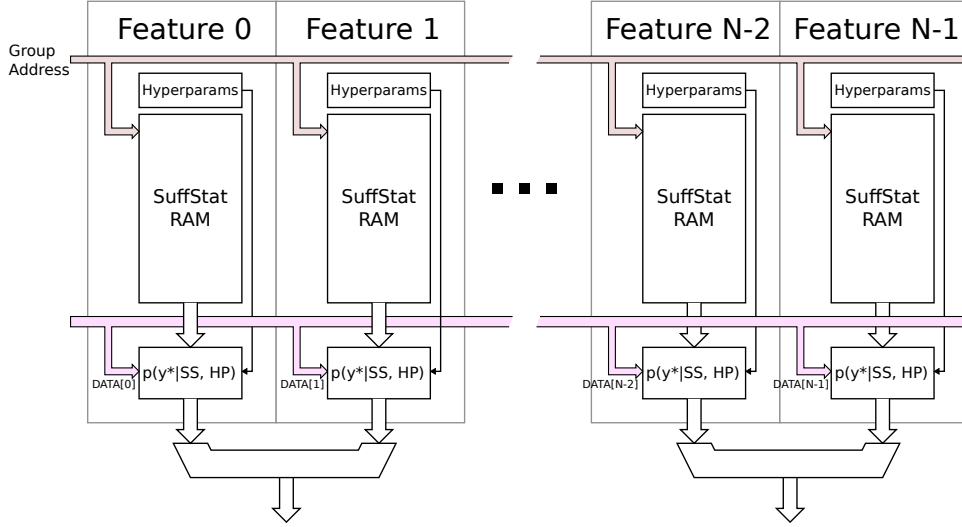 Feature 0
Feature 1
Feature N-2
Feature N-1
Group
Address
Hyperparams
Hyperparams
Hyperparams
Hyperparams
SuffStat
RAM
SuffStat
RAM
SuffStat
RAM
SuffStat
RAM
p(y*|SS, HP)
p(y*|SS, HP)
p(y*|SS, HP)
p(y*|SS, HP)
DATA[0]
DATA[1]
DATA[N-2]
DATA[N-1]